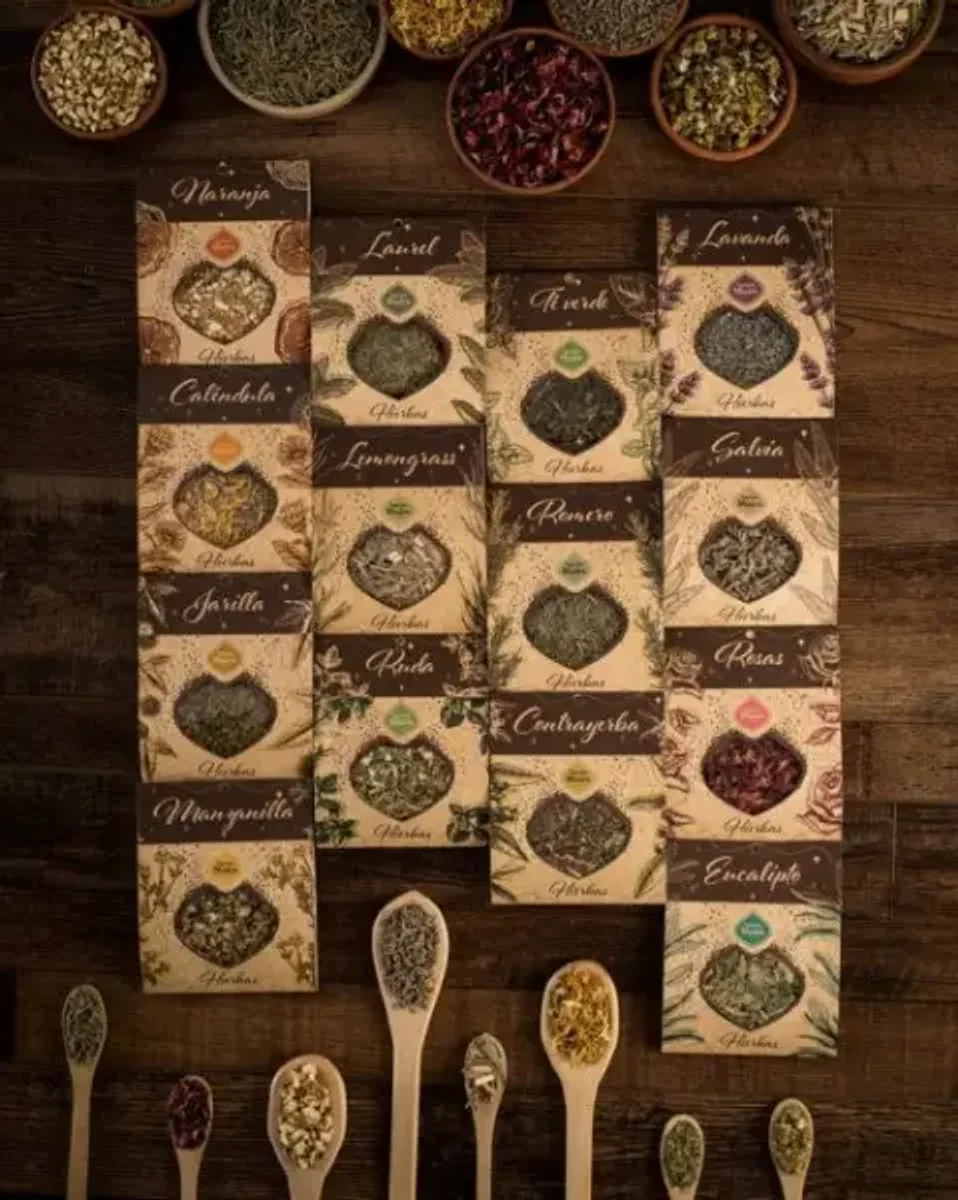 Naranja
Hierbas
Caléndula
Hierbas
Jarilla
Hierbas
Manzanilla
Hierbas
Laurel
Hierbas
Lemongrass
Hierbas
Ruda
Hierbas
Té verde
Hierbas
Romero
Hierbas
Contrayerba
Hierbas
Lavanda
Hierbas
Salvia
Hierbas
Rosas
Hierbas
Eucalipto
Hierbas